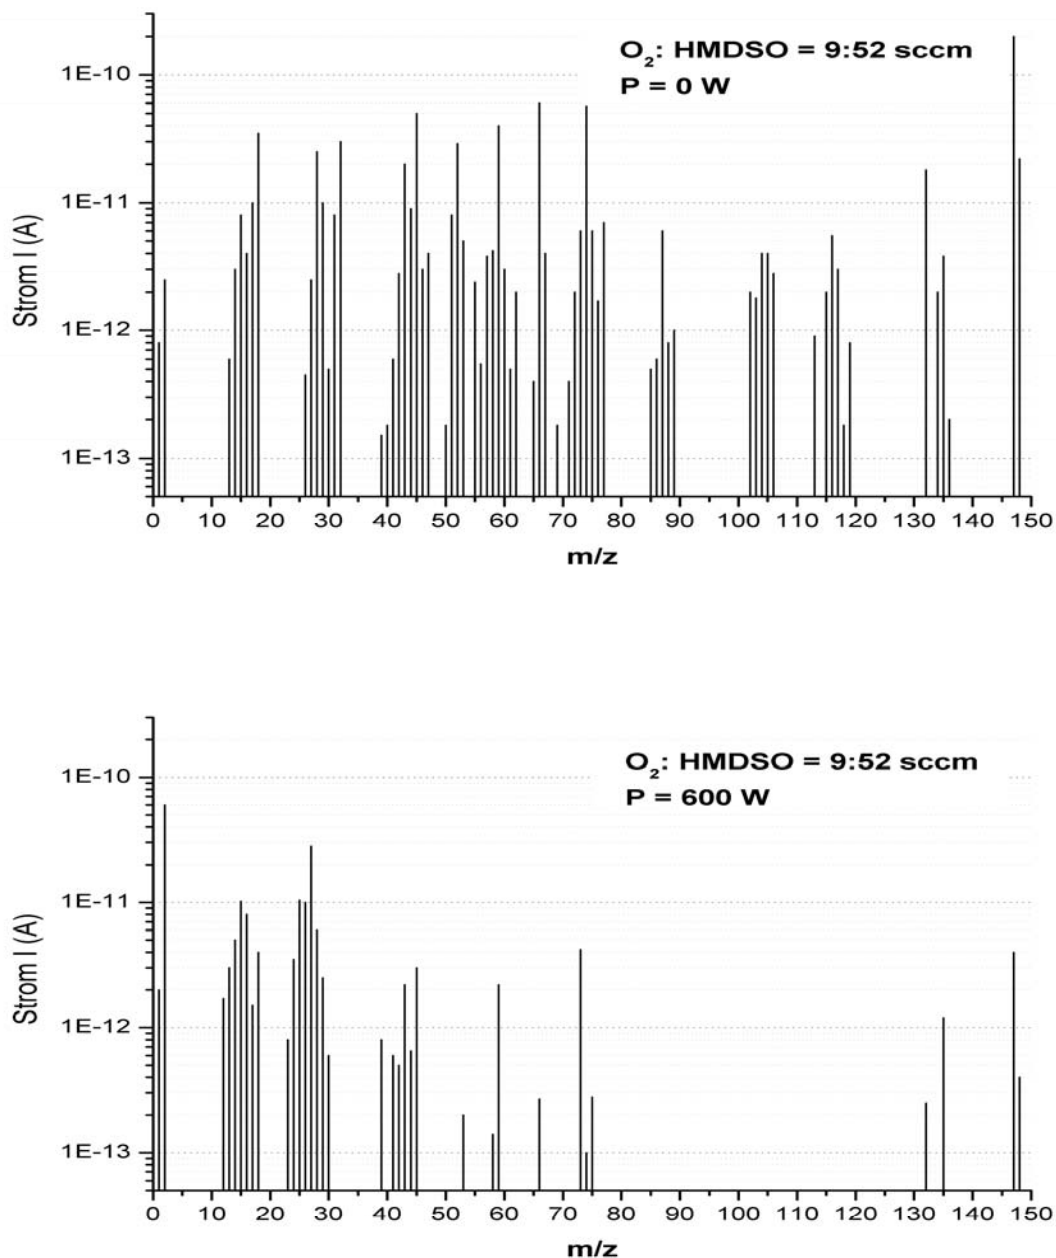 O₂: HMDSO = 9:52 sccm
P = 0 W
1E-10
1E-11
1E-12
1E-13
Strom I (A)
0 10 20 30 40 50 60 70 80 90 100 110 120 130 140 150
m/z
O₂: HMDSO = 9:52 sccm
P = 600 W
1E-10
1E-11
1E-12
1E-13
Strom I (A)
0 10 20 30 40 50 60 70 80 90 100 110 120 130 140 150
m/z